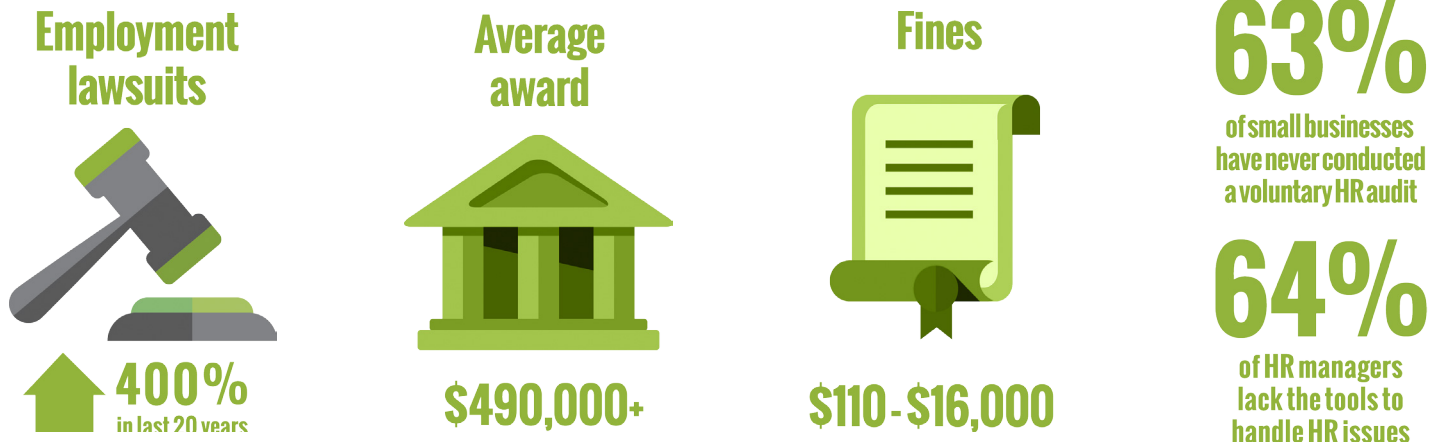 Employment
lawsuits
400%
in last 20 years
Average
award
$490,000+
Fines
$110 - $16,000
63%
of small businesses
have never conducted
a voluntary HR audit
64%
of HR managers
lack the tools to
handle HR issues